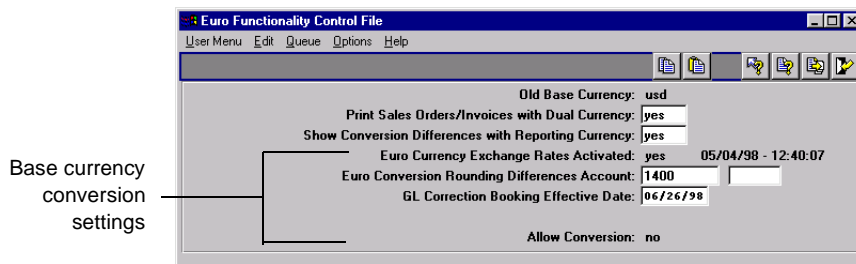 Euro Functionality Control File
User Menu Edit Queue Options Help
Old Base Currency: usd
Print Sales Orders/Invoices with Dual Currency: yes
Show Conversion Differences with Reporting Currency: yes
Euro Currency Exchange Rates Activated: yes 05/04/98 - 12:40:07
Euro Conversion Rounding Differences Account: 1400
GL Correction Booking Effective Date: 06/26/98
Allow Conversion: no
Base currency
conversion
settings